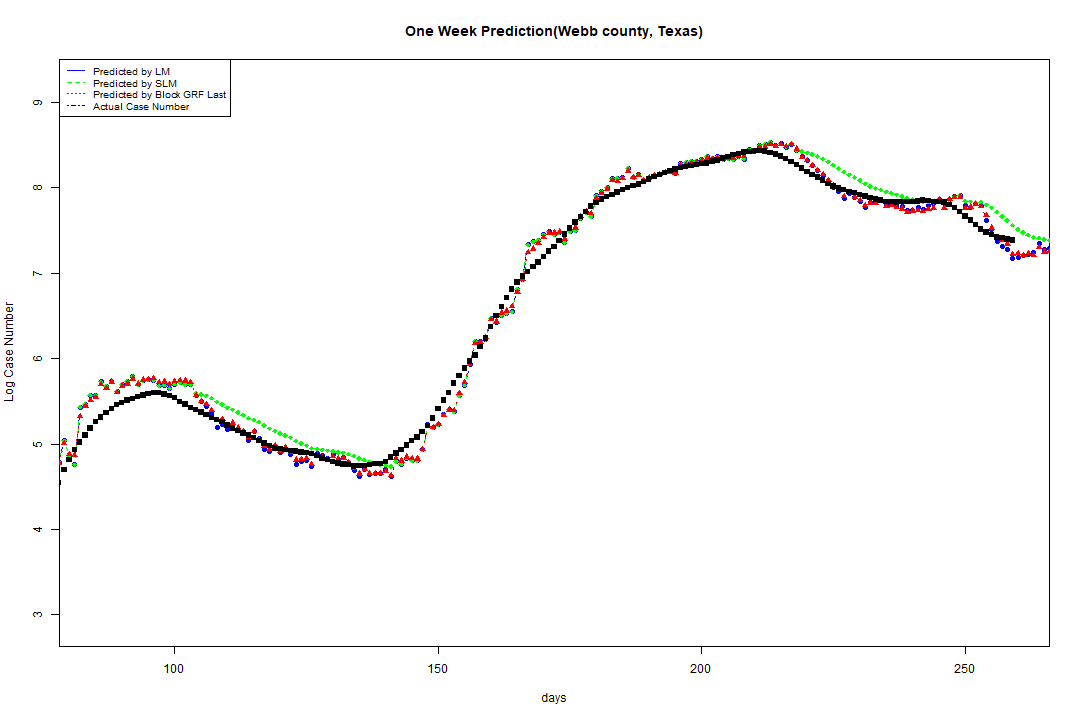 One Week Prediction(Webb county, Texas)
Predicted by LM
Predicted by SLM
Predicted by Block GRF Last
Actual Case Number
9
8
7
6
5
4
3
Log Case Number
100 150 200 250
days